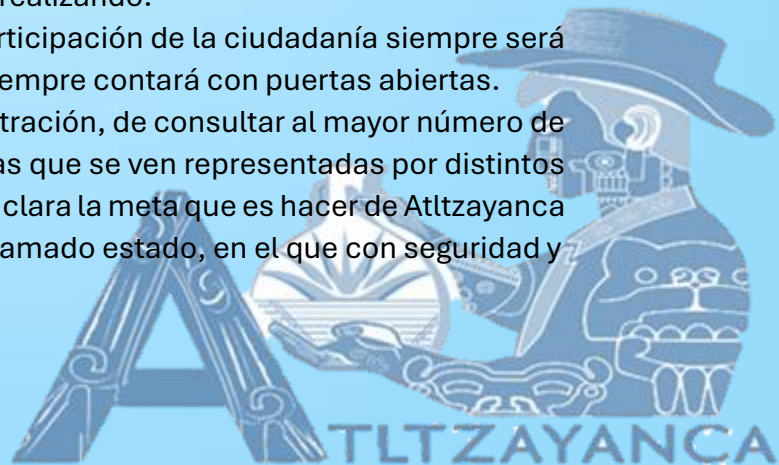 realizando.
rticipación de la ciudadanía siempre será
iempre contará con puertas abiertas.
tración, de consultar al mayor número de
as que se ven representadas por distintos
clara la meta que es hacer de Atltzayanca
amado estado, en el que con seguridad y
ATLTZAYANCA